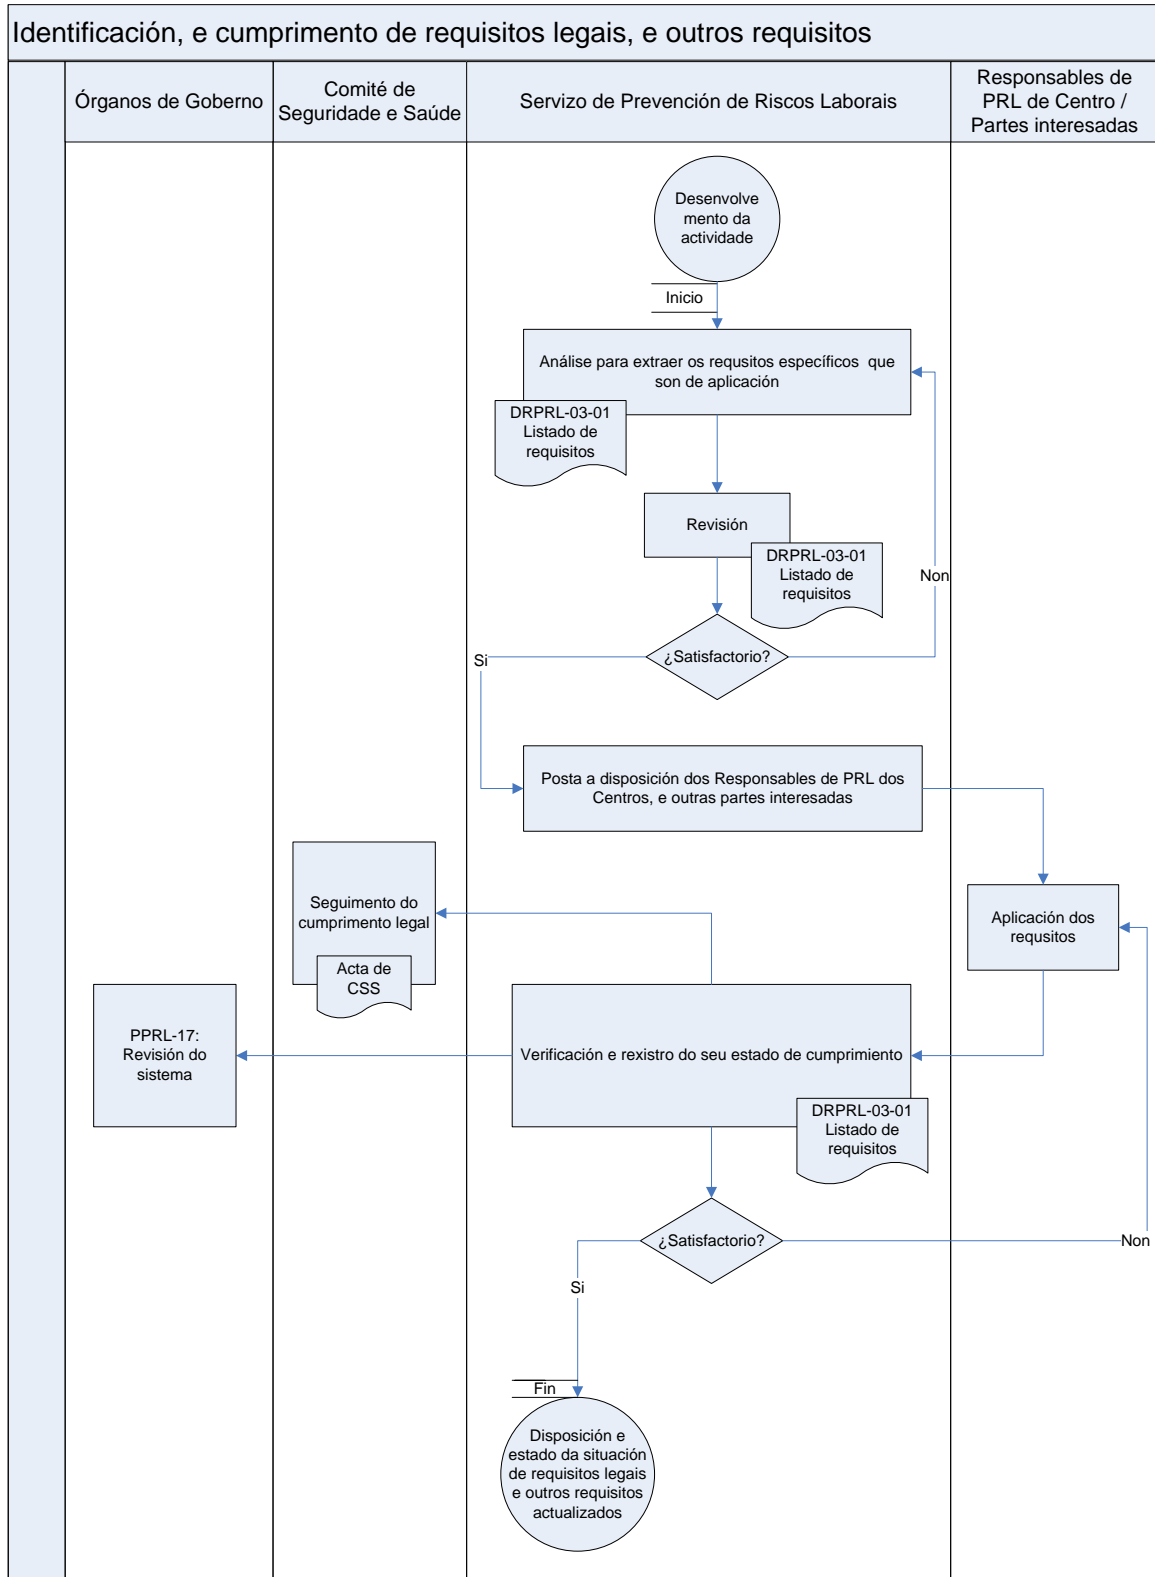 Identificación, e cumprimento de requisitos legais, e outros requisitos
Órganos de Goberno
Comité de
Seguridade e Saúde
Servizo de Prevención de Riscos Laborais
Responsables de
PRL de Centro /
Partes interesadas
Desenvolve
mento da
actividade
Inicio
Análise para extraer os requsitos específicos que
son de aplicación
DRPRL-03-01
Listado de
requisitos
Revisión
DRPRL-03-01
Listado de
requisitos
Non
¿Satisfactorio?
Si
Posta a disposición dos Responsables de PRL dos
Centros, e outras partes interesadas
Seguimento do
cumprimento legal
Acta de
CSS
Aplicación dos
requsitos
PPRL-17:
Revisión do
sistema
Verificación e rexistro do seu estado de cumprimiento
DRPRL-03-01
Listado de
requisitos
¿Satisfactorio?
Non
Si
Fin
Disposición e
estado da situación
de requisitos legais
e outros requisitos
actualizados